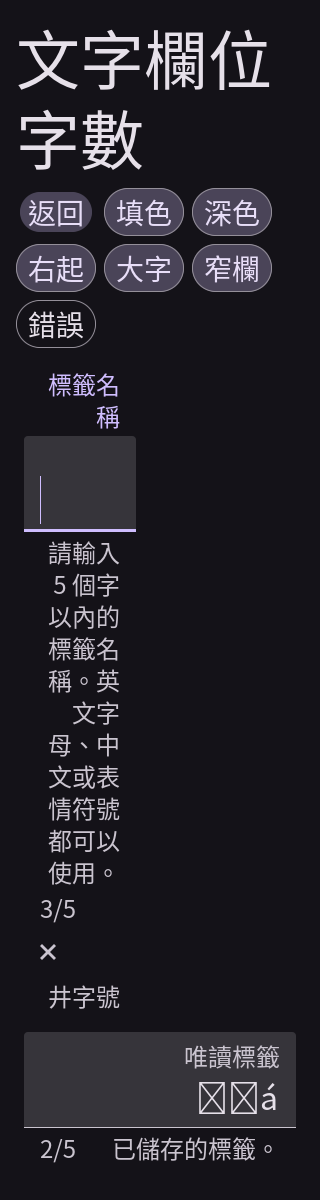 文字欄位
字數
返回 填色 深色
右起 大字 窄欄
錯誤
標籤名
稱
請輸入
5 個字
以內的
標籤名
稱。英
文字
母、中
文或表
情符號
都可以
使用。
3/5
井字號
唯讀標籤
á
2/5 已儲存的標籤。